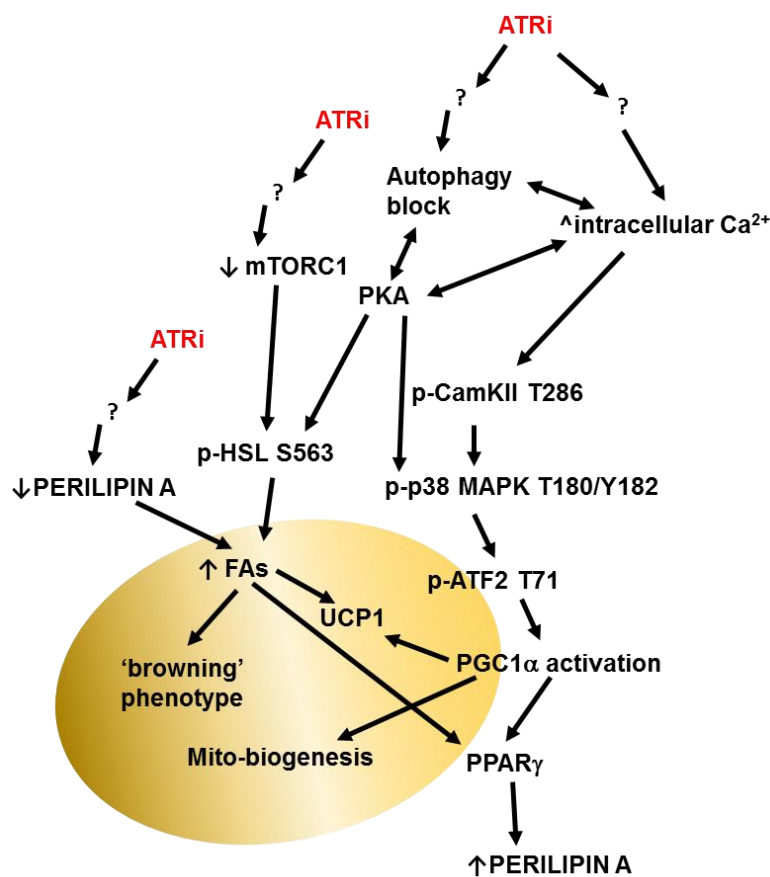 ATRi
?
?
ATRi
?
Autophagy
block
^intracellular Ca²⁺
↓ mTORC1
PKA
ATRi
?
p-CamKII T286
p-HSL S563
↓PERILIPIN A
p-p38 MAPK T180/Y182
↑ FAs
p-ATF2 T71
UCP1
PGC1α activation
‘browning’
phenotype
Mito-biogenesis
PPARγ
↑PERILIPIN A